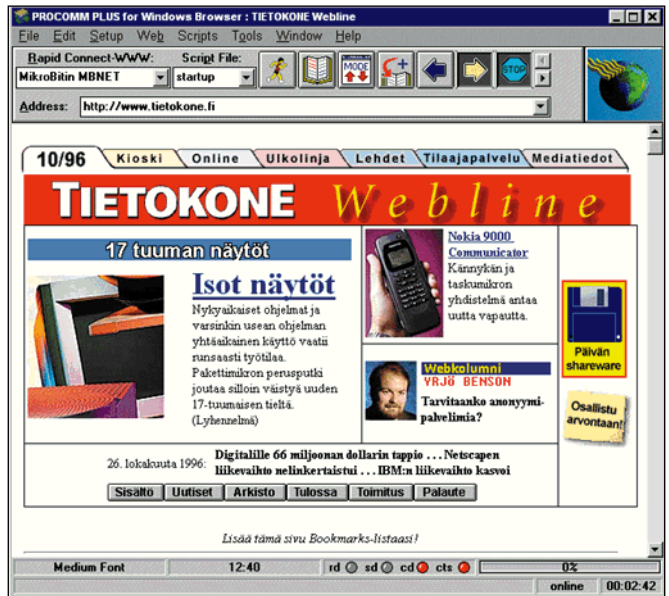 PROCOMM PLUS for Windows Browser : TIETOKONE Webline
File Edit Setup Web Scripts Tools Window Help
Rapid Connect-WWW: Script File:
MikroBitin MBNET startup MODE STOP
Address: http://www.tietokone.fi
10/96 Kioski Online Ulkolinja Lehdet Tilaajapalvelu Mediatiedot
TIETOKONE Webline
17 tuuman näytöt
Isot näytöt
Nykyaikaiset ohjelmat ja
varsinkin usean ohjelman
yhtäaikainen käyttö vaatii
runsaasti työtilaa.
Pakettimikron perusputki
joutaa silloin väistyä uuden
17-tuumaisen tieltä.
(Lyhennelmä)
Nokia 9000
Communicator
Kännykän ja
taskumikron
yhdistelmä antaa
uutta vapautta.
Webkolumni
YRJÖ BENSON
Tarvitaanko anonyymi-
palvelimia?
Päivän
shareware
Osallistu
arvontaan!
26. lokakuuta 1996: Digitalille 66 miljoonan dollarin tappio . . . Netscapen
liikevaihto nelinkertaistui . . . IBM:n liikevaihto kasvoi
Sisältö Uutiset Arkisto Tulossa Toimitus Palaute
Lisää tämä sivu Bookmarks-listaasi!
Medium Font 12:40 rd sd cd cts 0%
online 00:02:42